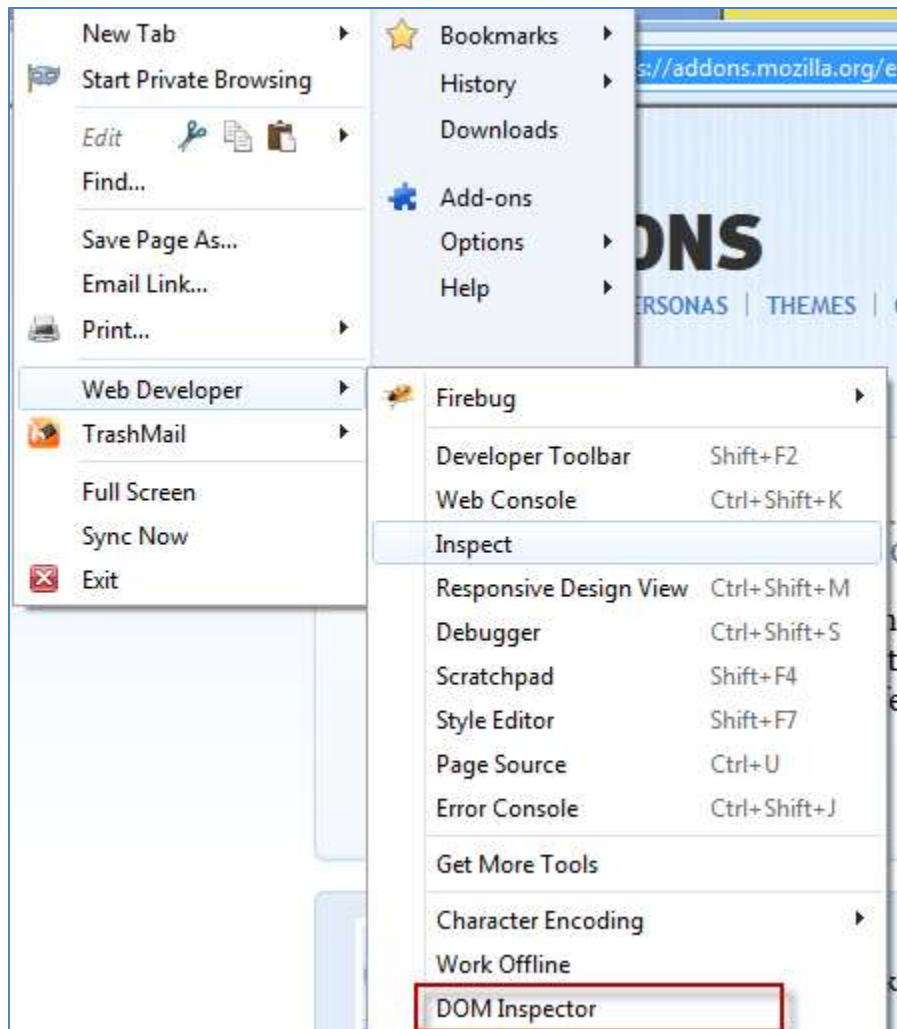 New Tab
Start Private Browsing
Edit
Find...
Save Page As...
Email Link...
Print...
Web Developer
TrashMail
Full Screen
Sync Now
Exit
Bookmarks
History
Downloads
Add-ons
Options
Help
s://addons.mozilla.org/e
ONS
ERSONAS | THEMES |
Firebug
Developer Toolbar Shift+F2
Web Console Ctrl+Shift+K
Inspect
Responsive Design View Ctrl+Shift+M
Debugger Ctrl+Shift+S
Scratchpad Shift+F4
Style Editor Shift+F7
Page Source Ctrl+U
Error Console Ctrl+Shift+J
Get More Tools
Character Encoding
Work Offline
DOM Inspector